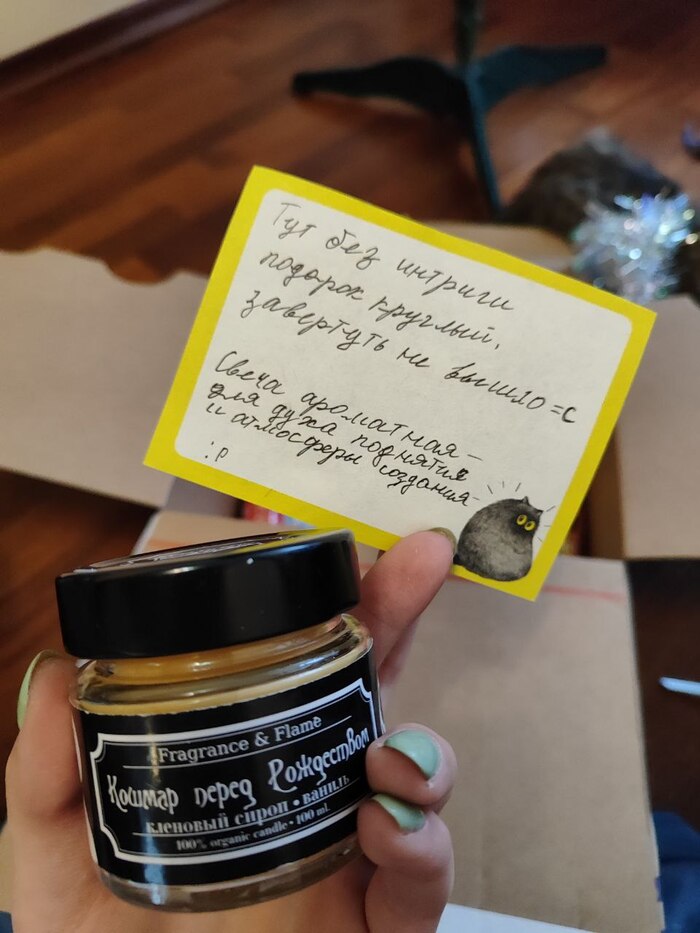 Тут без интриги
подарок круглый,
завертуть не вышло =с
Свеча ароматная –
для духа поднятия
и атмосферы создания
:р
Fragrance & Flame
Кошмар перед Рождеством
кленовый сироп • ваниль
100% organic candle • 100 ml.